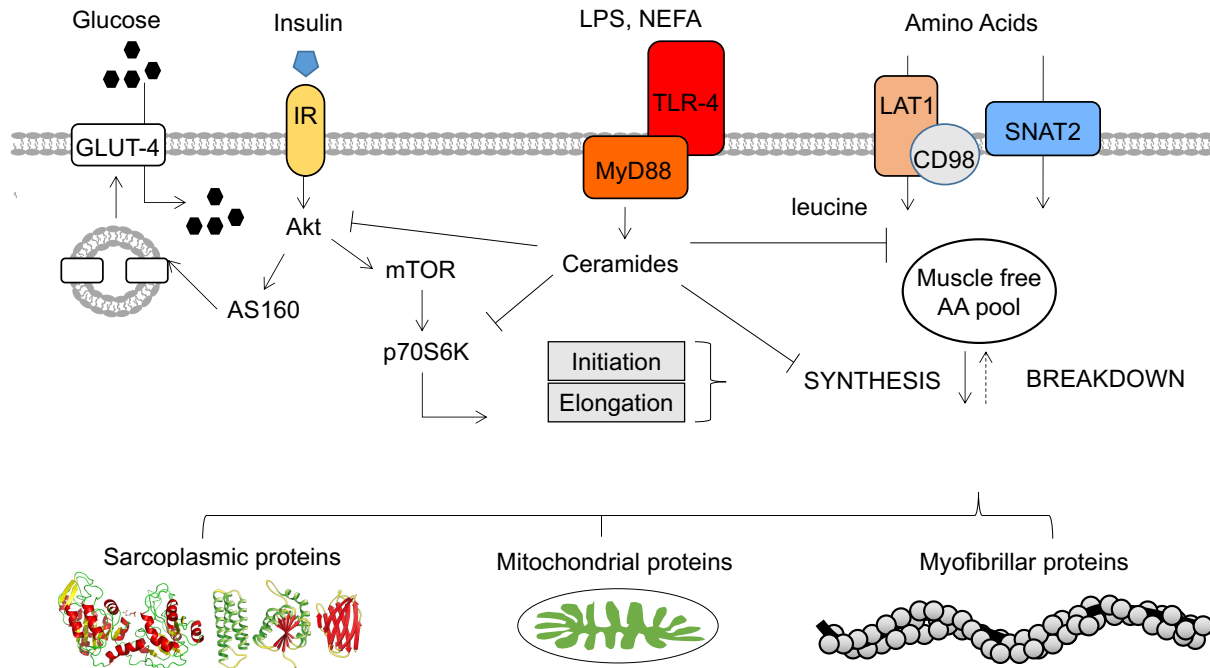 Glucose
Insulin
LPS, NEFA
Amino Acids
IR
TLR-4
LAT1
GLUT-4
SNAT2
CD98
MyD88
leucine
Akt
mTOR
Ceramides
AS160
Muscle free
AA pool
p70S6K
Initiation
Elongation
SYNTHESIS
BREAKDOWN
Sarcoplasmic proteins
Mitochondrial proteins
Myofibrillar proteins